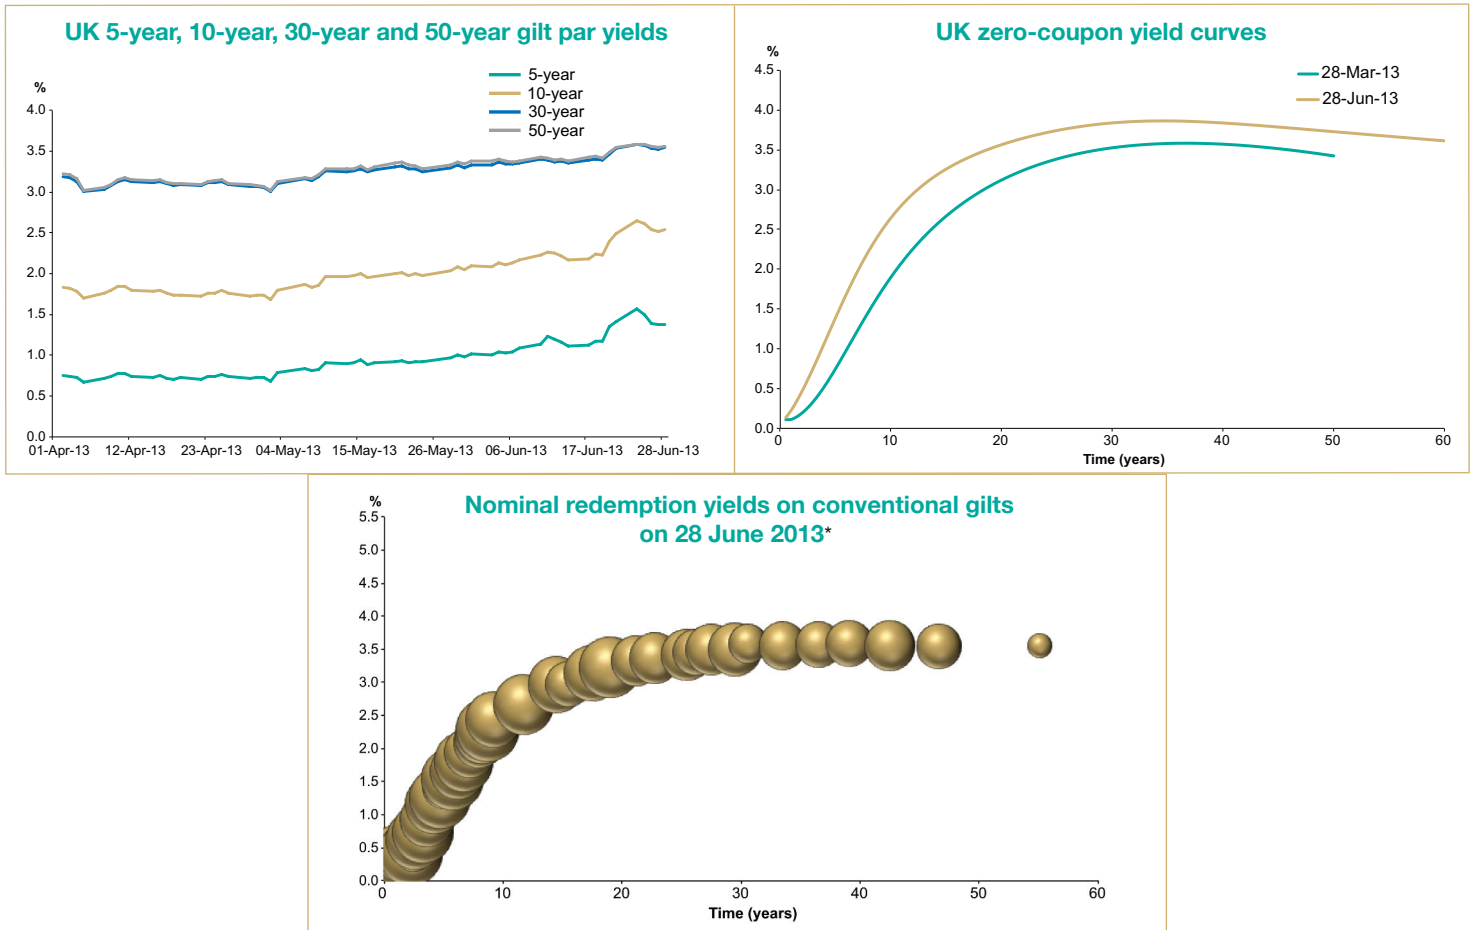 UK 5-year, 10-year, 30-year and 50-year gilt par yields
%
5-year
10-year
30-year
50-year
4.0
3.5
3.0
2.5
2.0
1.5
1.0
0.5
0.0
01-Apr-13 12-Apr-13 23-Apr-13 04-May-13 15-May-13 26-May-13 06-Jun-13 17-Jun-13 28-Jun-13
UK zero-coupon yield curves
%
28-Mar-13
28-Jun-13
4.5
4.0
3.5
3.0
2.5
2.0
1.5
1.0
0.5
0.0
0 10 20 30 40 50 60
Time (years)
Nominal redemption yields on conventional gilts
on 28 June 2013*
%
5.5
5.0
4.5
4.0
3.5
3.0
2.5
2.0
1.5
1.0
0.5
0.0
0 10 20 30 40 50 60
Time (years)